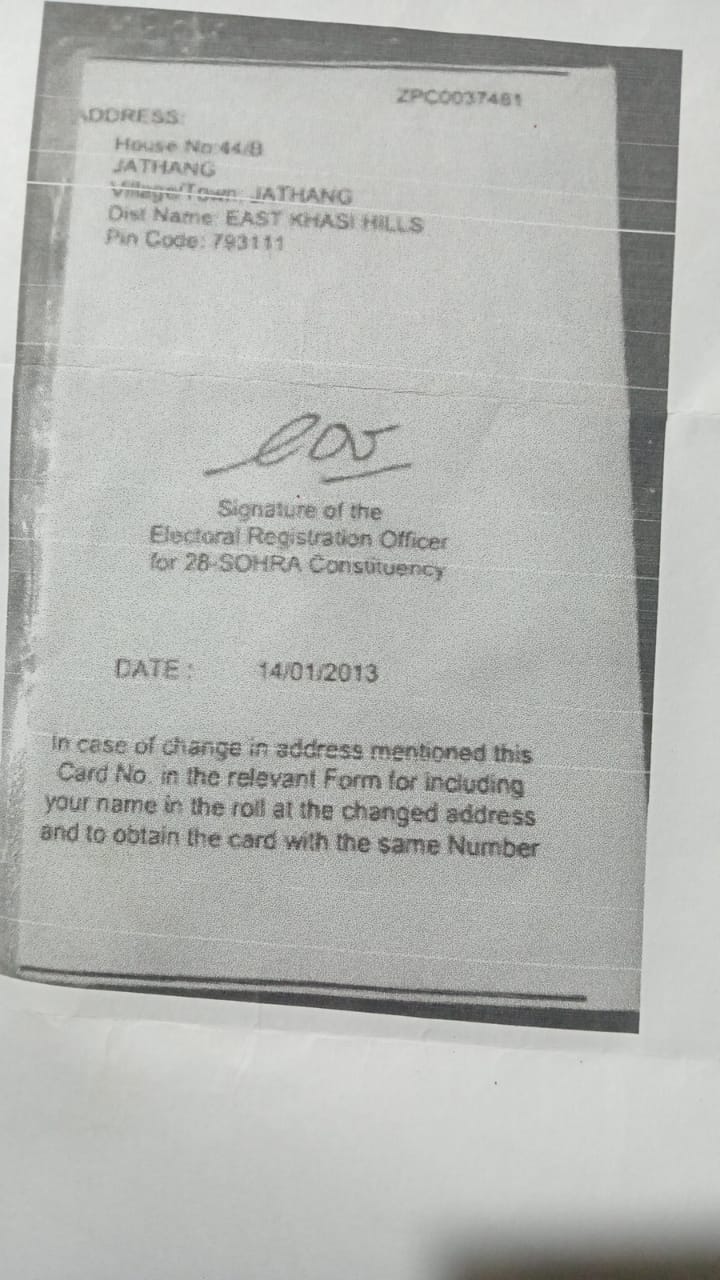 ZPC0037461
ADDRESS:
House No:44/B
JATHANG
Village/Town: JATHANG
Dist Name: EAST KHASI HILLS
Pin Code: 793111
Signature of the
Electoral Registration Officer
for 28-SOHRA Constituency
DATE : 14/01/2013
In case of change in address mentioned this
Card No. in the relevant Form for including
your name in the roll at the changed address
and to obtain the card with the same Number